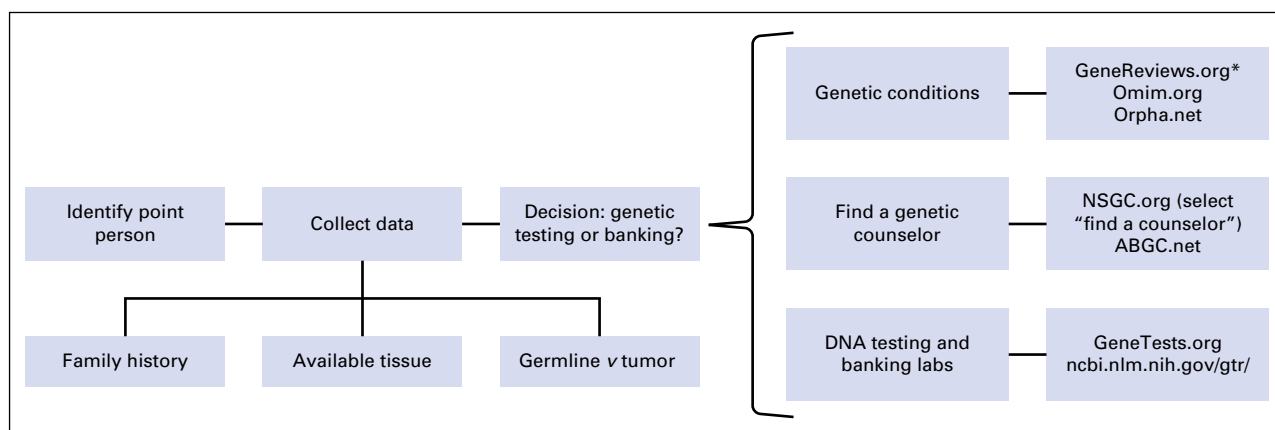 Identify point
person
Collect data
Decision: genetic
testing or banking?
Family history
Available tissue
Germline v tumor
Genetic conditions
GeneReviews.org*
Omim.org
Orpha.net
Find a genetic
counselor
NSGC.org (select
“find a counselor”)
ABGC.net
DNA testing and
banking labs
GeneTests.org
ncbi.nlm.nih.gov/gtr/